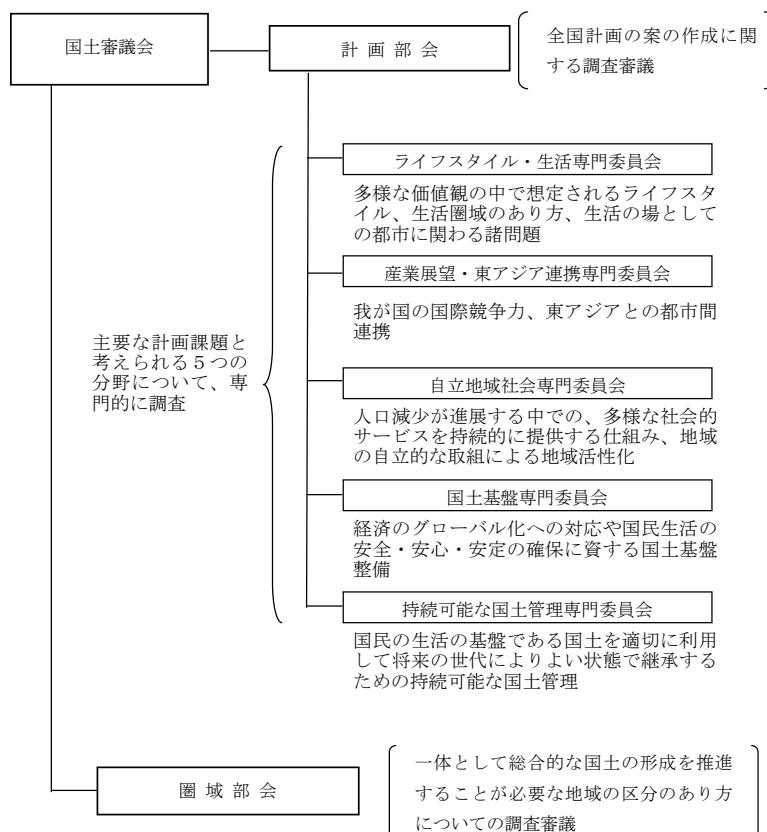 国土審議会
計画部会
全国計画の案の作成に関
する調査審議
ライフスタイル・生活専門委員会
多様な価値観の中で想定されるライフスタ
イル、生活圏域のあり方、生活の場として
の都市に関わる諸問題
産業展望・東アジア連携専門委員会
我が国の国際競争力、東アジアとの都市間
連携
主要な計画課題と
考えられる５つの
分野について、専
門的に調査
自立地域社会専門委員会
人口減少が進展する中での、多様な社会的
サービスを持続的に提供する仕組み、地域
の自立的な取組による地域活性化
国土基盤専門委員会
経済のグローバル化への対応や国民生活の
安全・安心・安定の確保に資する国土基盤
整備
持続可能な国土管理専門委員会
国民の生活の基盤である国土を適切に利用
して将来の世代によりよい状態で継承する
ための持続可能な国土管理
圏域部会
一体として総合的な国土の形成を推進
することが必要な地域の区分のあり方
についての調査審議